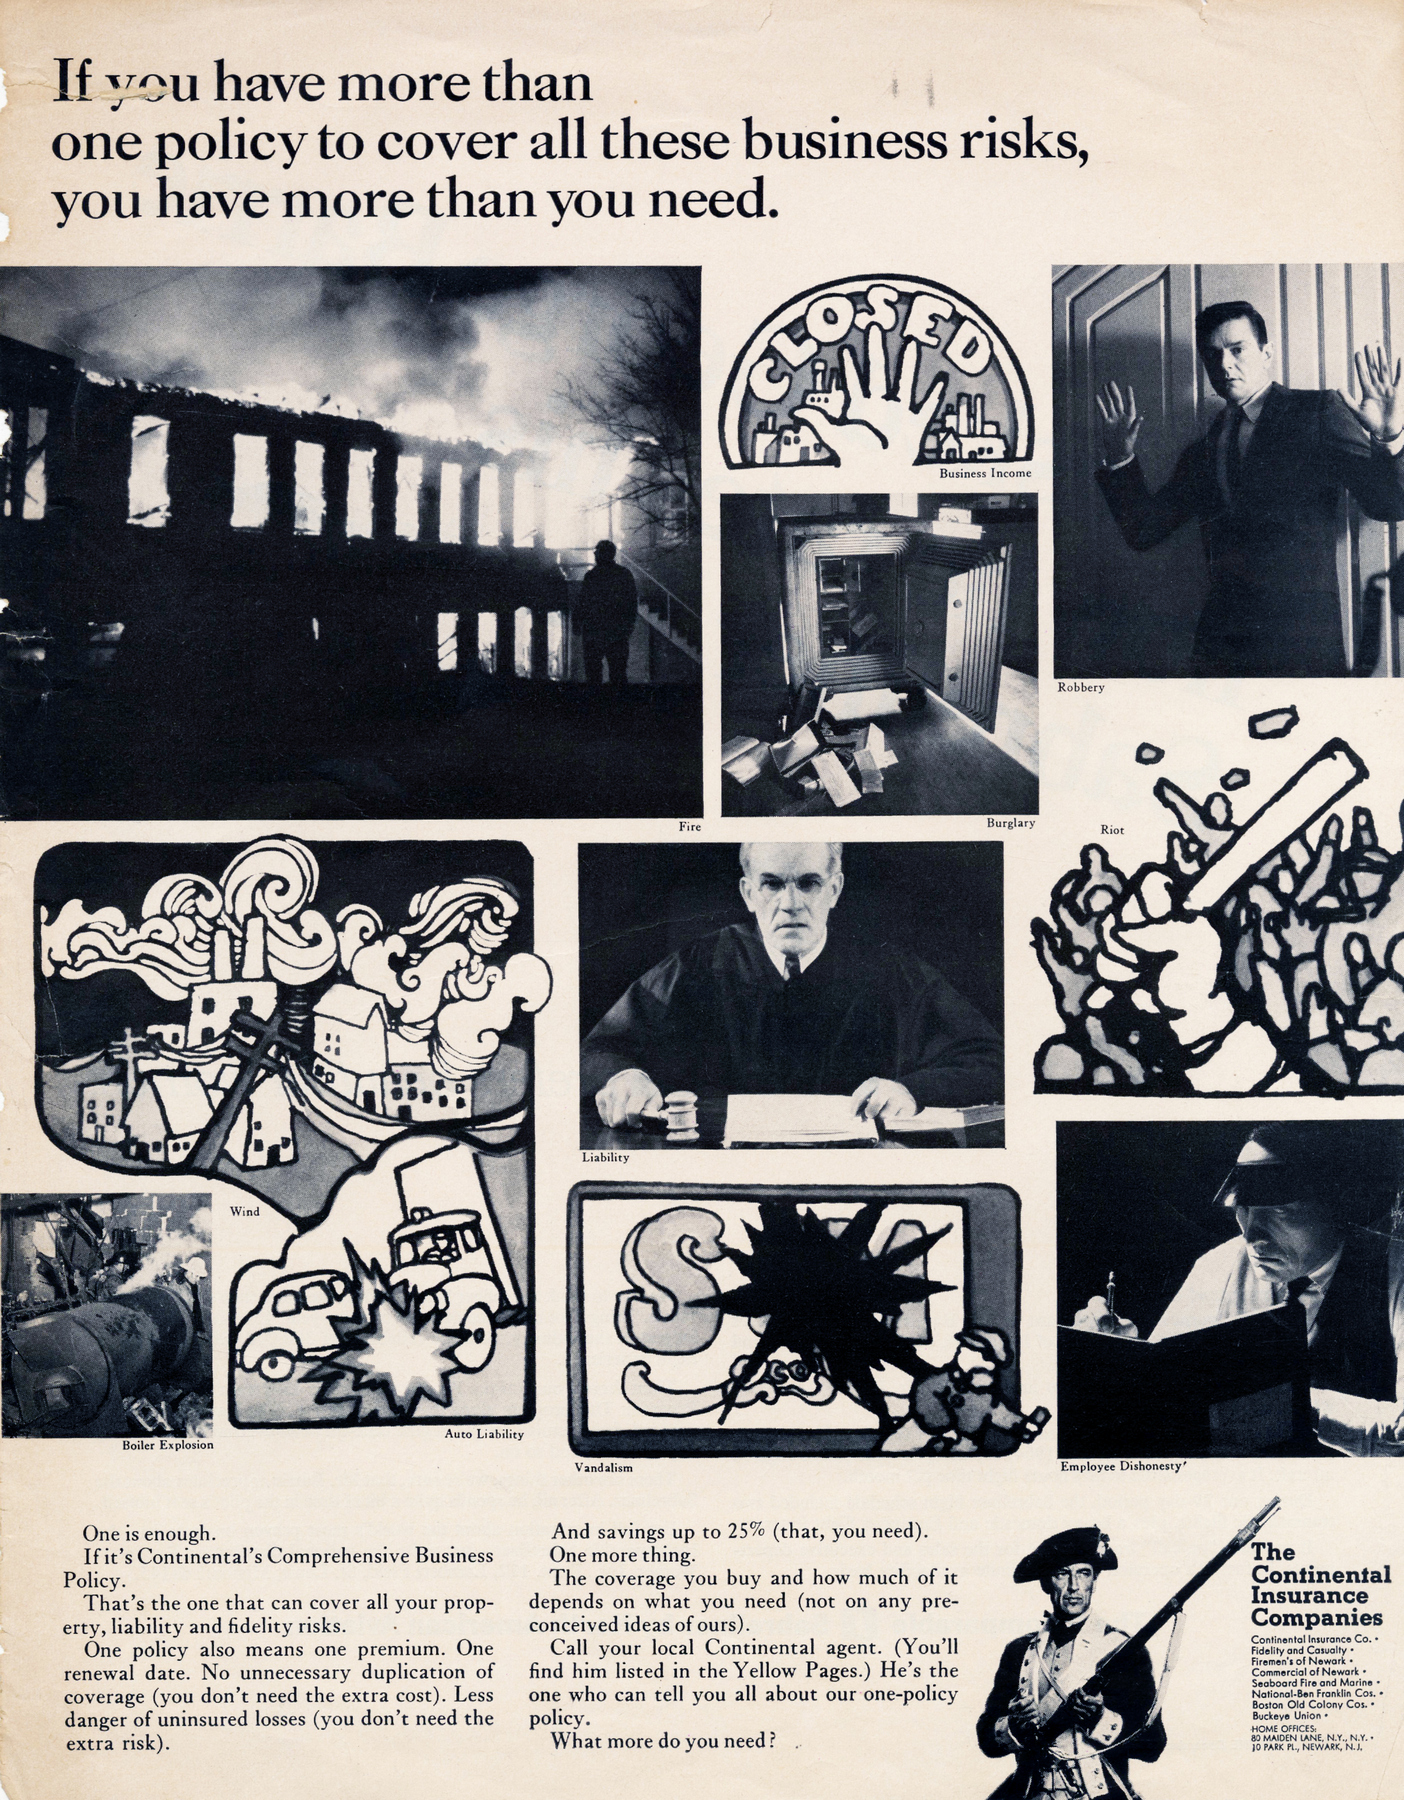 If you have more than
one policy to cover all these business risks,
you have more than you need.
CLOSED
Business Income
Robbery
Fire
Burglary
Riot
Liability
Wind
Boiler Explosion
Auto Liability
Vandalism
Employee Dishonesty
One is enough.
If it's Continental's Comprehensive Business
Policy.
That's the one that can cover all your prop-
erty, liability and fidelity risks.
One policy also means one premium. One
renewal date. No unnecessary duplication of
coverage (you don't need the extra cost). Less
danger of uninsured losses (you don't need the
extra risk).
And savings up to 25% (that, you need).
One more thing.
The coverage you buy and how much of it
depends on what you need (not on any pre-
conceived ideas of ours).
Call your local Continental agent. (You'll
find him listed in the Yellow Pages.) He's the
one who can tell you all about our one-policy
policy.
What more do you need?
The
Continental
Insurance
Companies
Continental Insurance Co. •
Fidelity and Casualty •
Firemen's of Newark •
Commercial of Newark •
Seaboard Fire and Marine •
National-Ben Franklin Cos. •
Boston Old Colony Cos. •
Buckeye Union •
HOME OFFICES:
80 MAIDEN LANE, N.Y., N.Y. •
10 PARK PL., NEWARK, N.J.